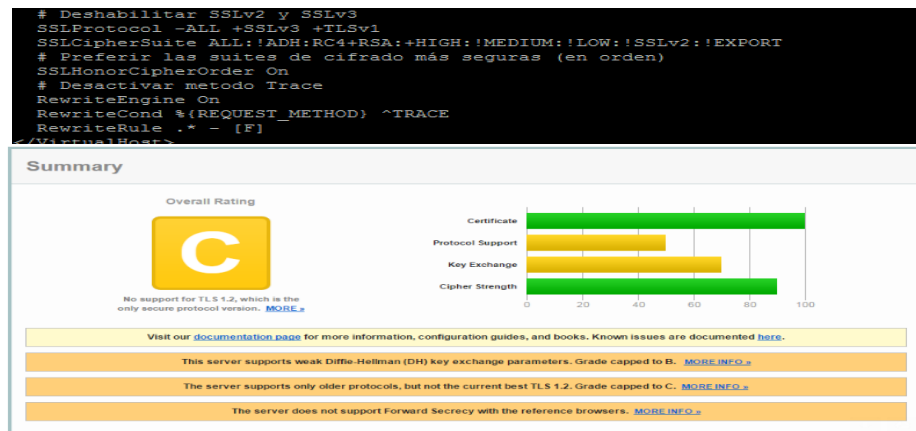 # Deshabilitar SSLv2 y SSLv3
SSLProtocol -ALL +SSLv3 +TLSv1
SSLCipherSuite ALL:!ADH:RC4+RSA:+HIGH:!MEDIUM:!LOW:!SSLv2:!EXPORT
# Preferir las suites de cifrado más seguras (en orden)
SSLHonorCipherOrder On
# Desactivar metodo Trace
RewriteEngine On
RewriteCond %{REQUEST_METHOD} ^TRACE
RewriteRule .* - [F]
</VirtualHost>
Summary
Overall Rating
C
No support for TLS 1.2, which is the
only secure protocol version. MORE »
Certificate
Protocol Support
Key Exchange
Cipher Strength
0 20 40 60 80 100
Visit our documentation page for more information, configuration guides, and books. Known issues are documented here.
This server supports weak Diffie-Hellman (DH) key exchange parameters. Grade capped to B. MORE INFO »
The server supports only older protocols, but not the current best TLS 1.2. Grade capped to C. MORE INFO »
The server does not support Forward Secrecy with the reference browsers. MORE INFO »